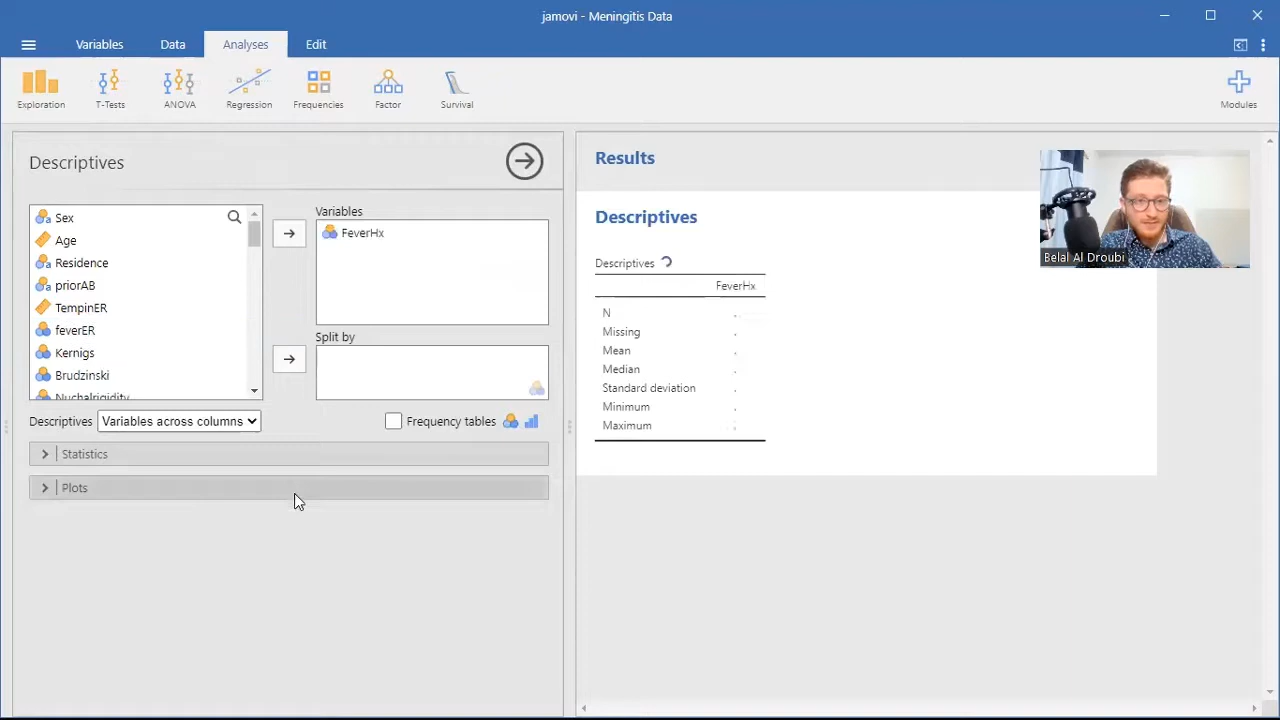 jamovi - Meningitis Data
Variables
Data
Analyses
Edit
Exploration
T-Tests
ANOVA
Regression
Frequencies
Factor
Survival
Modules
Descriptives
Sex
Age
Residence
priorAB
TempinER
feverER
Kernigs
Brudzinski
Nuchalrigidity
Variables
FeverHx
Split by
Descriptives
Variables across columns
Frequency tables
Statistics
Plots
Results
Descriptives
Descriptives
FeverHx
N .
Missing .
Mean .
Median .
Standard deviation .
Minimum .
Maximum .
Belal Al Droubi